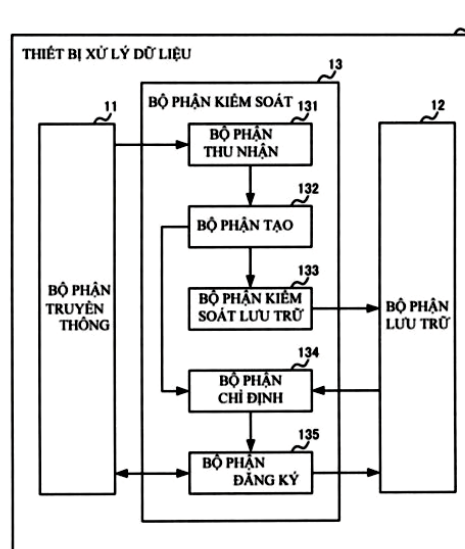 THIẾT BỊ XỬ LÝ DỮ LIỆU
13
BỘ PHẬN KIỂM SOÁT
11
BỘ PHẬN
TRUYỀN
THÔNG
131
BỘ PHẬN
THU NHẬN
132
BỘ PHẬN TẠO
133
BỘ PHẬN KIỂM
SOÁT LƯU TRỮ
134
BỘ PHẬN
CHỈ ĐỊNH
135
BỘ PHẬN
ĐĂNG KÝ
12
BỘ PHẬN
LƯU TRỮ